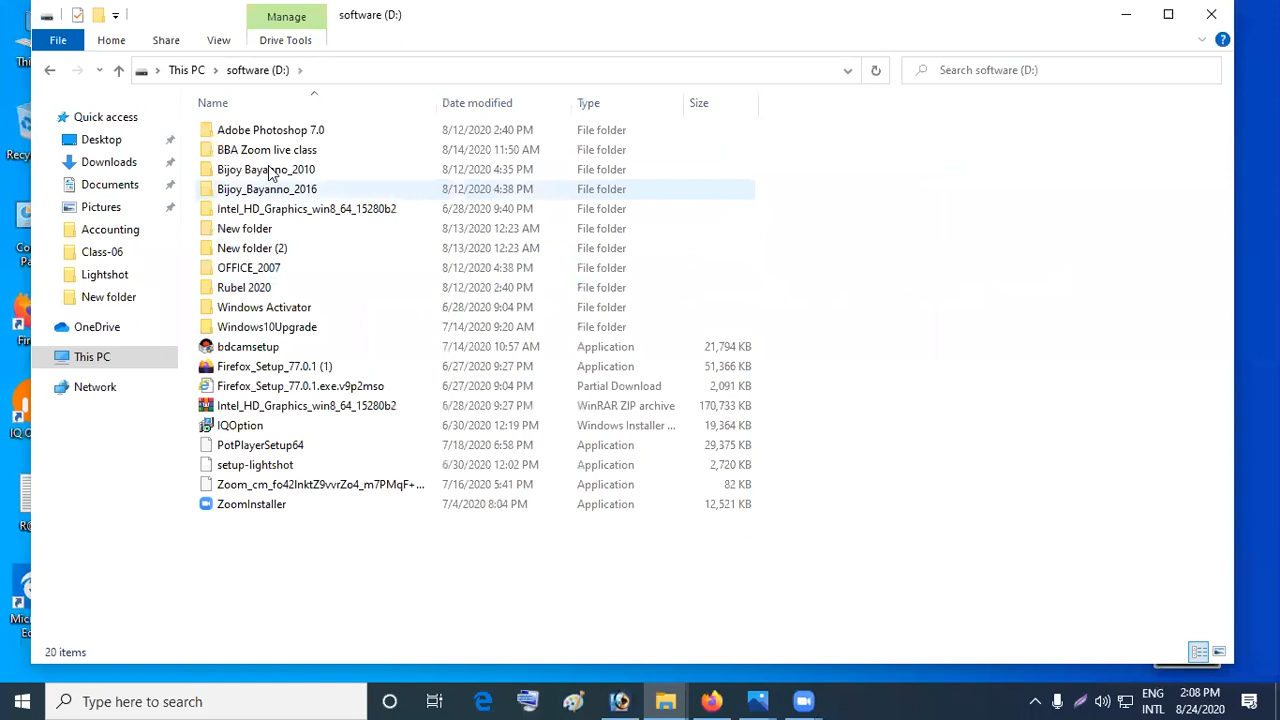 Manage
software (D:)
File
Home
Share
View
Drive Tools
This PC
software (D:)
Search software (D:)
Name
Date modified
Type
Size
Quick access
Desktop
Downloads
Documents
Pictures
Accounting
Class-06
Lightshot
New folder
OneDrive
This PC
Network
Adobe Photoshop 7.0 8/12/2020 2:40 PM File folder
BBA Zoom live class 8/14/2020 11:50 AM File folder
Bijoy Bayanno_2010 8/12/2020 4:35 PM File folder
Bijoy_Bayanno_2016 8/12/2020 4:38 PM File folder
Intel_HD_Graphics_win8_64_15280b2 6/28/2020 9:40 PM File folder
New folder 8/13/2020 12:23 AM File folder
New folder (2) 8/13/2020 12:23 AM File folder
OFFICE_2007 8/12/2020 4:38 PM File folder
Rubel 2020 8/12/2020 2:40 PM File folder
Windows Activator 6/28/2020 9:04 PM File folder
Windows10Upgrade 7/14/2020 9:20 AM File folder
bdcamsetup 7/14/2020 10:57 AM Application 21,794 KB
Firefox_Setup_77.0.1 (1) 6/27/2020 9:27 PM Application 51,366 KB
Firefox_Setup_77.0.1.exe.v9p2mso 6/27/2020 9:04 PM Partial Download 2,091 KB
Intel_HD_Graphics_win8_64_15280b2 6/28/2020 9:27 PM WinRAR ZIP archive 170,733 KB
IQOption 6/30/2020 12:19 PM Windows Installer ... 19,364 KB
PotPlayerSetup64 7/18/2020 6:58 PM Application 29,375 KB
setup-lightshot 6/30/2020 12:02 PM Application 2,720 KB
Zoom_cm_fo42lnktZ9vvrZo4_m7PMqF+... 7/16/2020 5:41 PM Application 82 KB
ZoomInstaller 7/4/2020 8:04 PM Application 12,521 KB
20 items
Type here to search
ENG
INTL
2:08 PM
8/24/2020